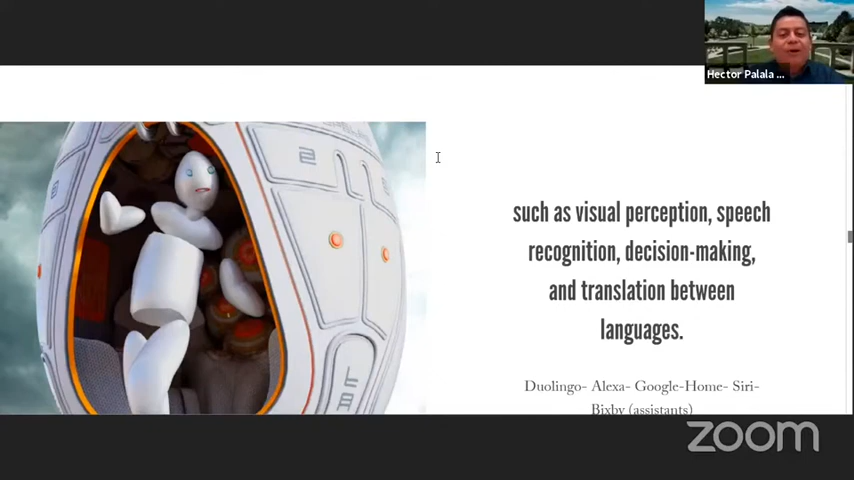 Hector Palala ...
such as visual perception, speech
recognition, decision-making,
and translation between
languages.
Duolingo- Alexa- Google-Home- Siri-
Bixby (assistants)
zoom